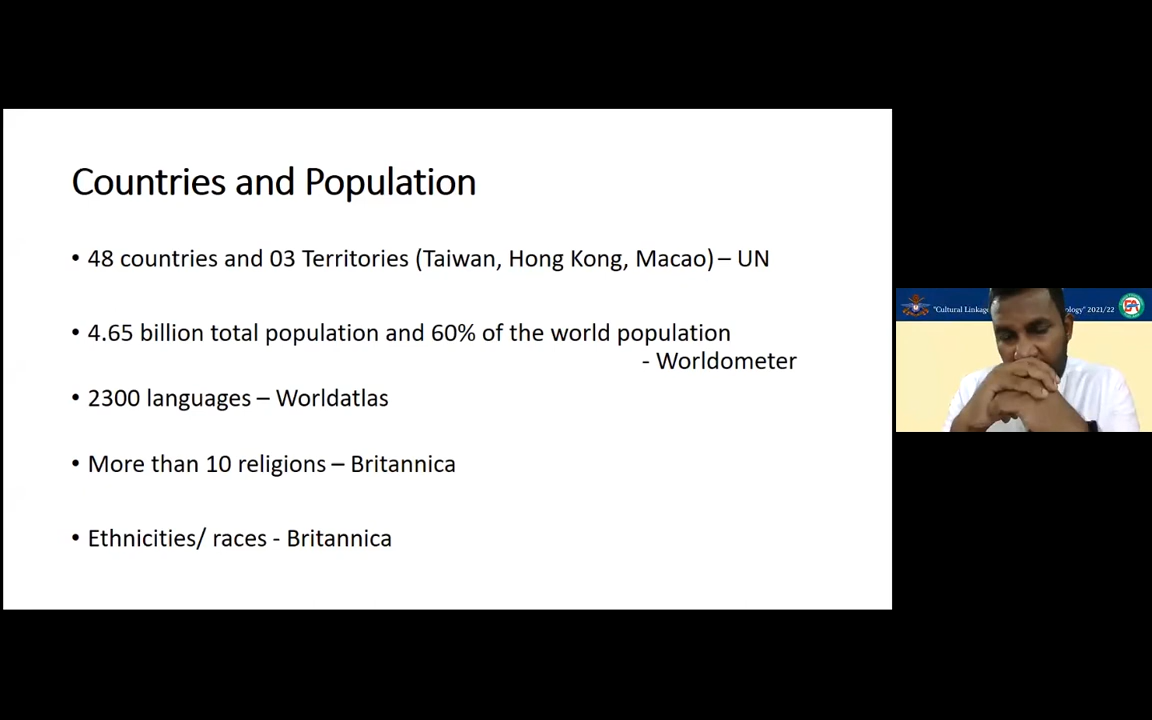 Countries and Population
• 48 countries and 03 Territories (Taiwan, Hong Kong, Macao) – UN
• 4.65 billion total population and 60% of the world population
- Worldometer
• 2300 languages – Worldatlas
• More than 10 religions – Britannica
• Ethnicities/ races - Britannica
"Cultural ology" 2021/22